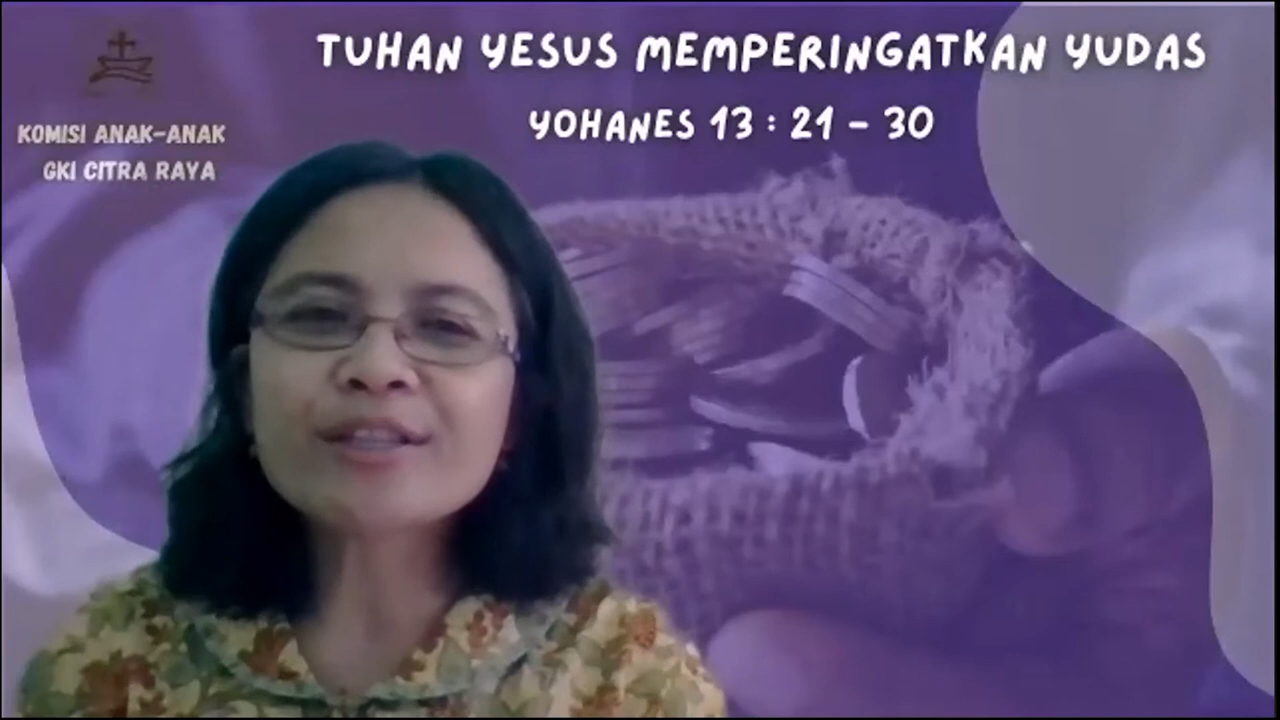 TUHAN YESUS MEMPERINGATKAN YUDAS
YOHANES 13 : 21 - 30
KOMISI ANAK-ANAK
GKI CITRA RAYA